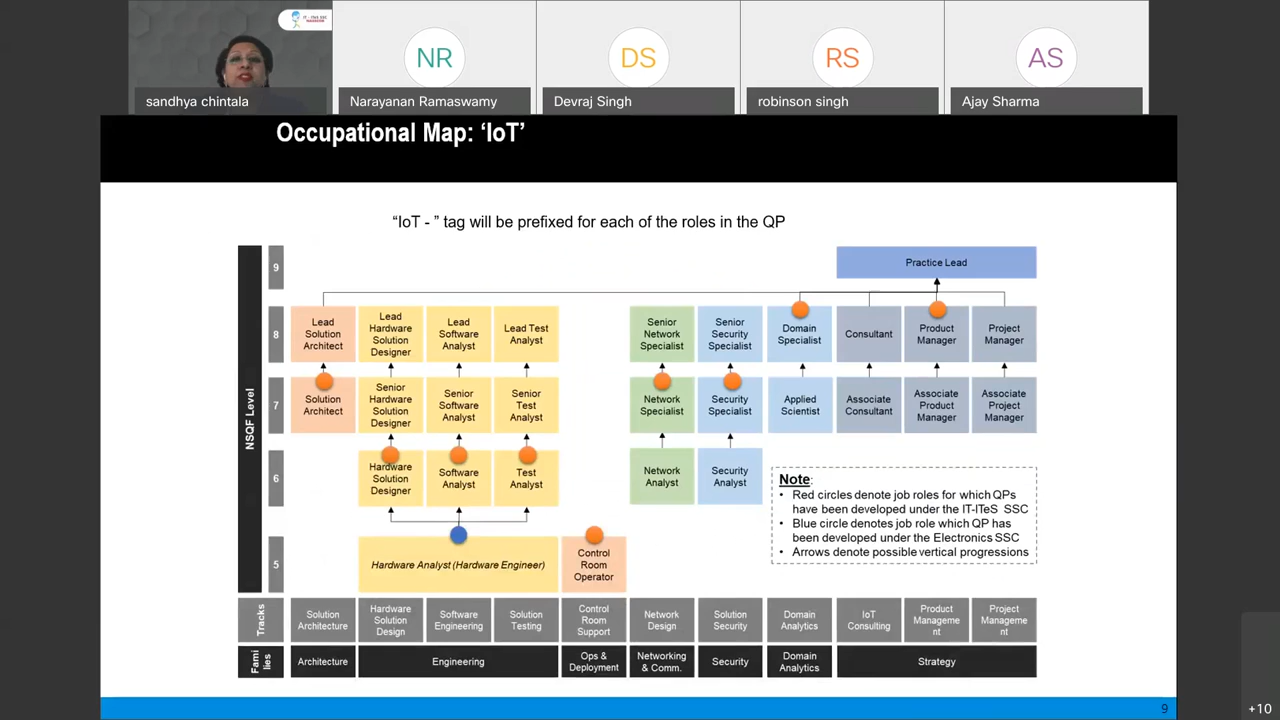 IT - ITeS SSC
NASSCOM
NR
DS
RS
AS
sandhya chintala
Narayanan Ramaswamy
Devraj Singh
robinson singh
Ajay Sharma
Occupational Map: ‘IoT’
“IoT - ” tag will be prefixed for each of the roles in the QP
NSQF Level
9
Practice Lead
8
Lead
Solution
Architect
Lead
Hardware
Solution
Designer
Lead
Software
Analyst
Lead Test
Analyst
Senior
Network
Specialist
Senior
Security
Specialist
Domain
Specialist
Consultant
Product
Manager
Project
Manager
7
Solution
Architect
Senior
Hardware
Solution
Designer
Senior
Software
Analyst
Senior
Test
Analyst
Network
Specialist
Security
Specialist
Applied
Scientist
Associate
Consultant
Associate
Product
Manager
Associate
Project
Manager
6
Hardware
Solution
Designer
Software
Analyst
Test
Analyst
Network
Analyst
Security
Analyst
Note:
• Red circles denote job roles for which QPs
have been developed under the IT-ITeS SSC
• Blue circle denotes job role which QP has
been developed under the Electronics SSC
• Arrows denote possible vertical progressions
5
Hardware Analyst (Hardware Engineer)
Control
Room
Operator
Tracks
Solution
Architecture
Hardware
Solution
Design
Software
Engineering
Solution
Testing
Control
Room
Support
Network
Design
Solution
Security
Domain
Analytics
IoT
Consulting
Product
Manageme
nt
Project
Manageme
nt
Fami
lies
Architecture
Engineering
Ops &
Deployment
Networking
& Comm.
Security
Domain
Analytics
Strategy
9
+10